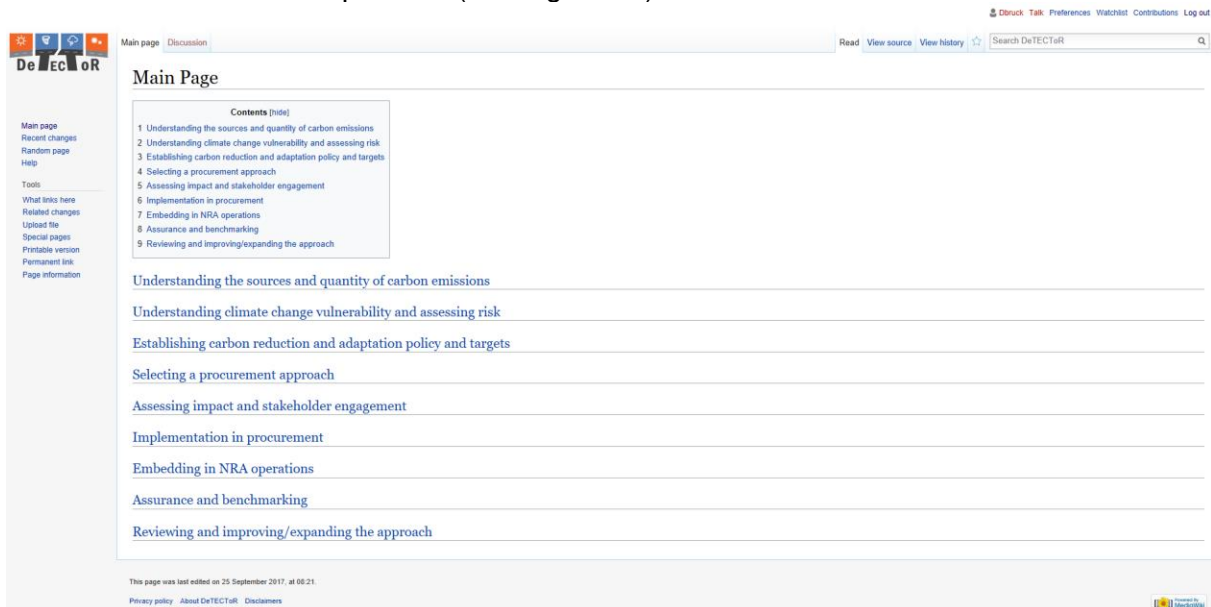 Dbruck Talk Preferences Watchlist Contributions Log out
DeTECToR
Main page Discussion
Read View source View history
Search DeTECToR
Main Page
Contents [hide]
1 Understanding the sources and quantity of carbon emissions
2 Understanding climate change vulnerability and assessing risk
3 Establishing carbon reduction and adaptation policy and targets
4 Selecting a procurement approach
5 Assessing impact and stakeholder engagement
6 Implementation in procurement
7 Embedding in NRA operations
8 Assurance and benchmarking
9 Reviewing and improving/expanding the approach
Main page
Recent changes
Random page
Help
Tools
What links here
Related changes
Upload file
Special pages
Printable version
Permanent link
Page information
Understanding the sources and quantity of carbon emissions
Understanding climate change vulnerability and assessing risk
Establishing carbon reduction and adaptation policy and targets
Selecting a procurement approach
Assessing impact and stakeholder engagement
Implementation in procurement
Embedding in NRA operations
Assurance and benchmarking
Reviewing and improving/expanding the approach
This page was last edited on 25 September 2017, at 08:21.
Privacy policy About DeTECToR Disclaimers
Powered By
MediaWiki